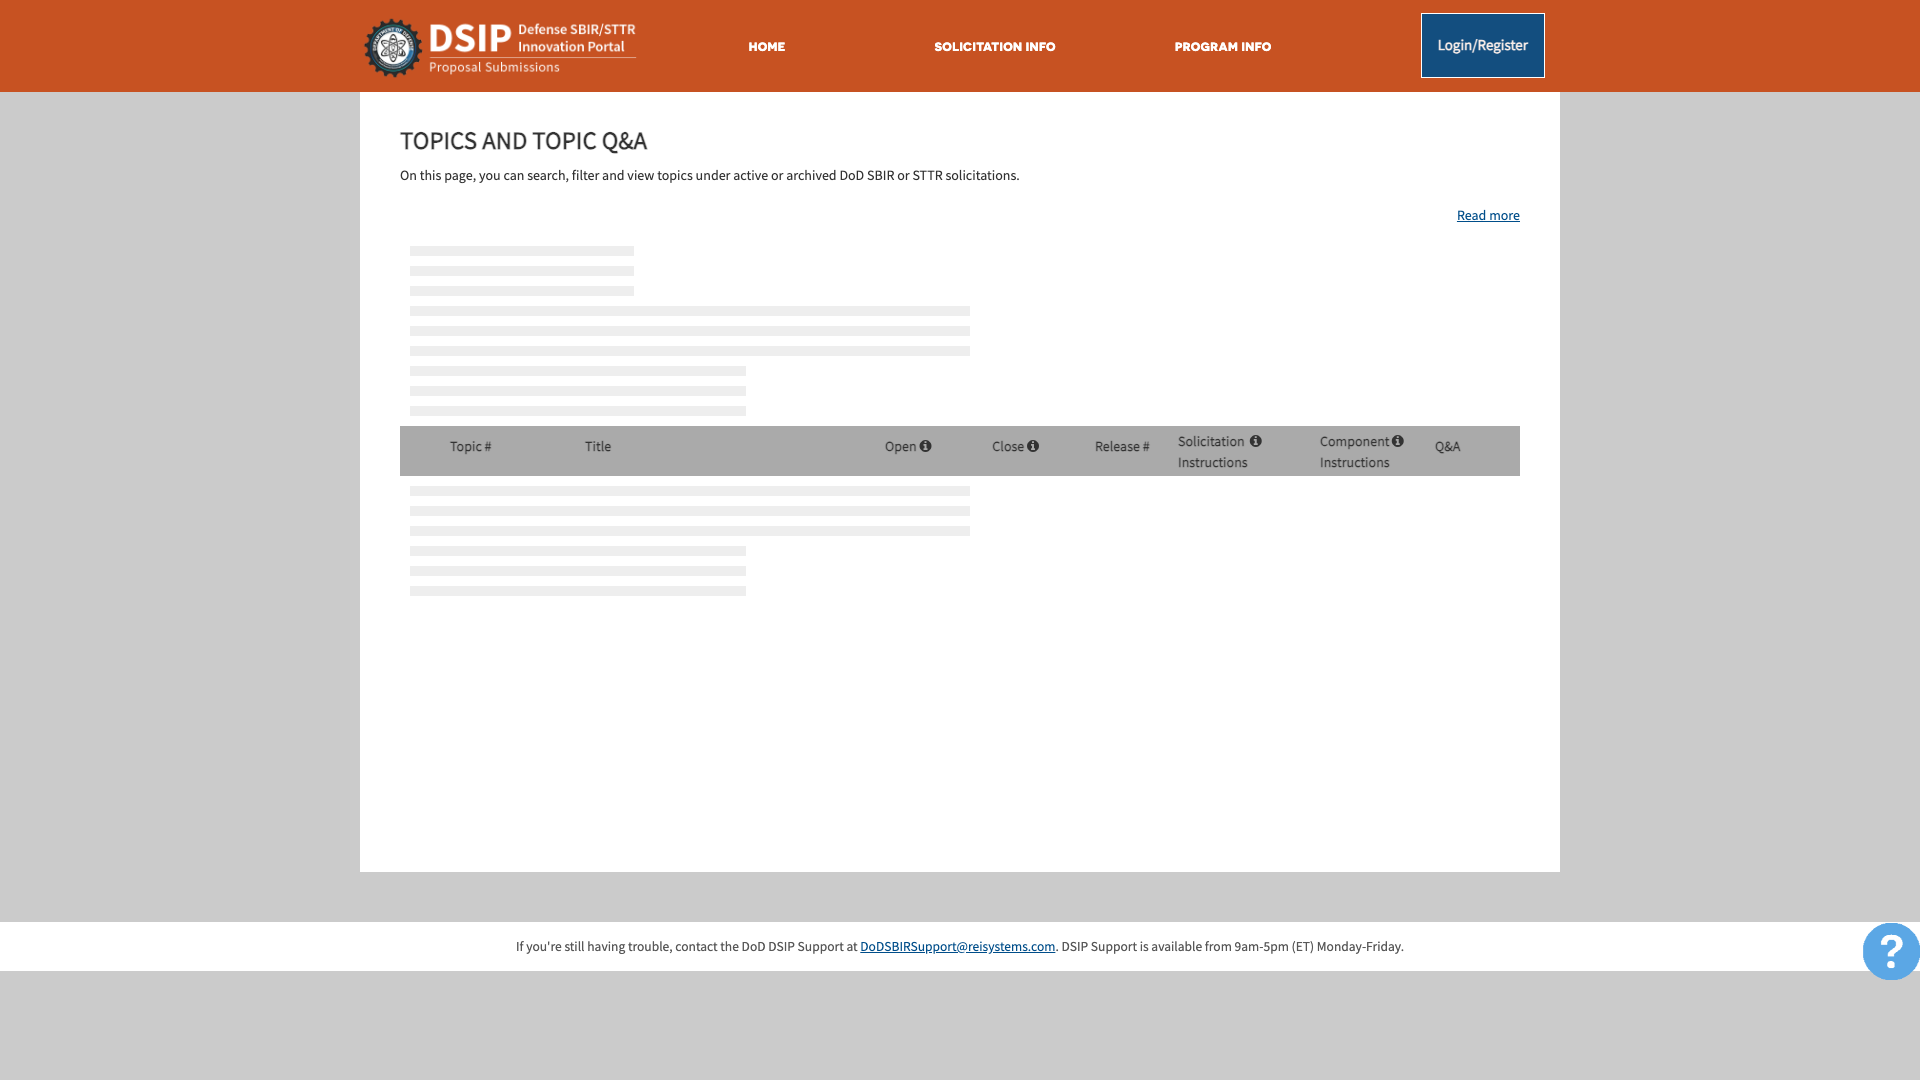 DSIP Defense SBIR/STTR
Innovation Portal
Proposal Submissions
HOME
SOLICITATION INFO
PROGRAM INFO
Login/Register
TOPICS AND TOPIC Q&A
On this page, you can search, filter and view topics under active or archived DoD SBIR or STTR solicitations.
Read more
Topic # Title Open Close Release # Solicitation Instructions Component Instructions Q&A
If you're still having trouble, contact the DoD DSIP Support at DoDSBIRSupport@reisystems.com. DSIP Support is available from 9am-5pm (ET) Monday-Friday.
?